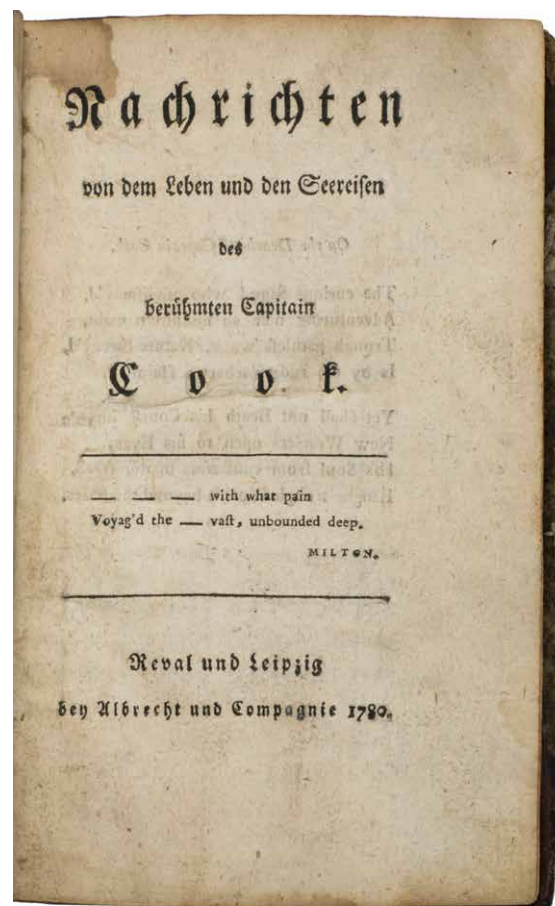 Nachrichten
von dem Leben und den Seereisen
des
berühmten Capitain
Cook.
— — — with what pain
Voyag'd the — vast, unbounded deep.
MILTON.
Reval und Leipzig
bey Albrecht und Compagnie 1780.